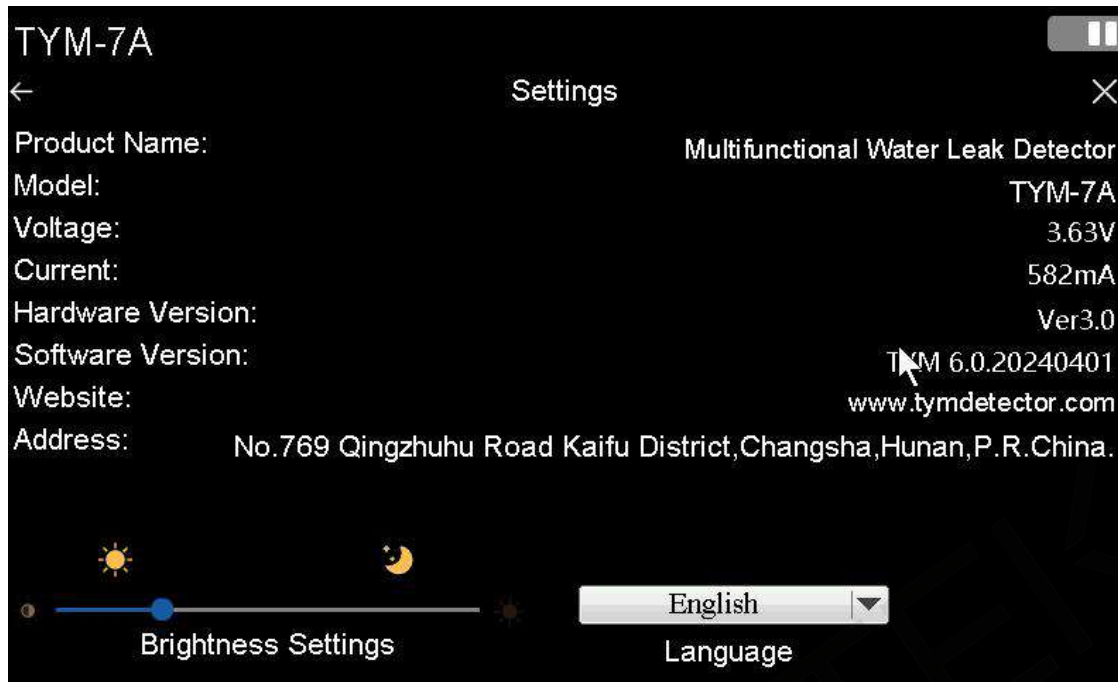 TYM-7A
Settings
Product Name: Multifunctional Water Leak Detector
Model: TYM-7A
Voltage: 3.63V
Current: 582mA
Hardware Version: Ver3.0
Software Version: 6.0.20240401
Website: www.tymdetector.com
Address: No.769 Qingzhuhu Road Kaifu District,Changsha,Hunan,P.R.China.
English
Brightness Settings
Language